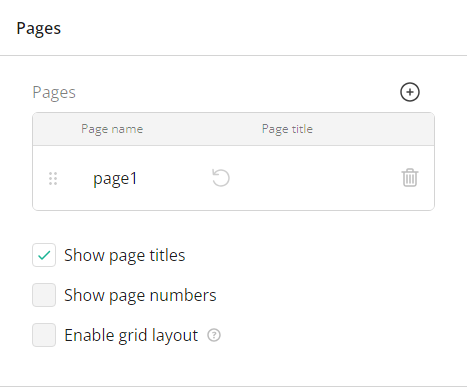 Pages
Pages
Page name Page title
page1
Show page titles
Show page numbers
Enable grid layout ?